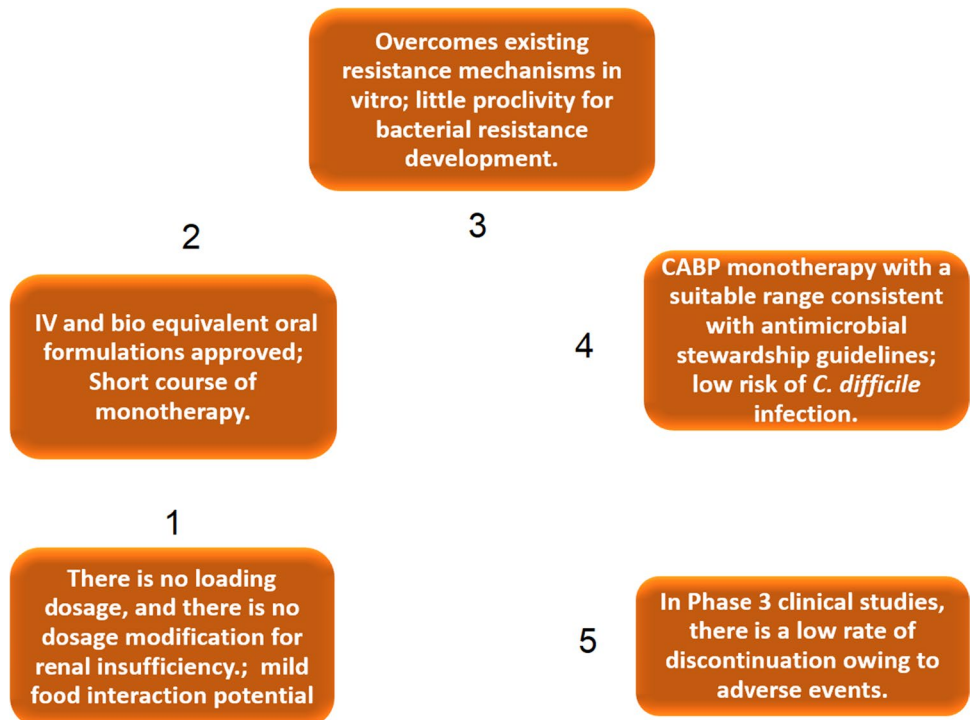 Overcomes existing
resistance mechanisms in
vitro; little proclivity for
bacterial resistance
development.
3
2
IV and bio equivalent oral
formulations approved;
Short course of
monotherapy.
4
CABP monotherapy with a
suitable range consistent
with antimicrobial
stewardship guidelines;
low risk of C. difficile
infection.
1
There is no loading
dosage, and there is no
dosage modification for
renal insufficiency.; mild
food interaction potential
5
In Phase 3 clinical studies,
there is a low rate of
discontinuation owing to
adverse events.